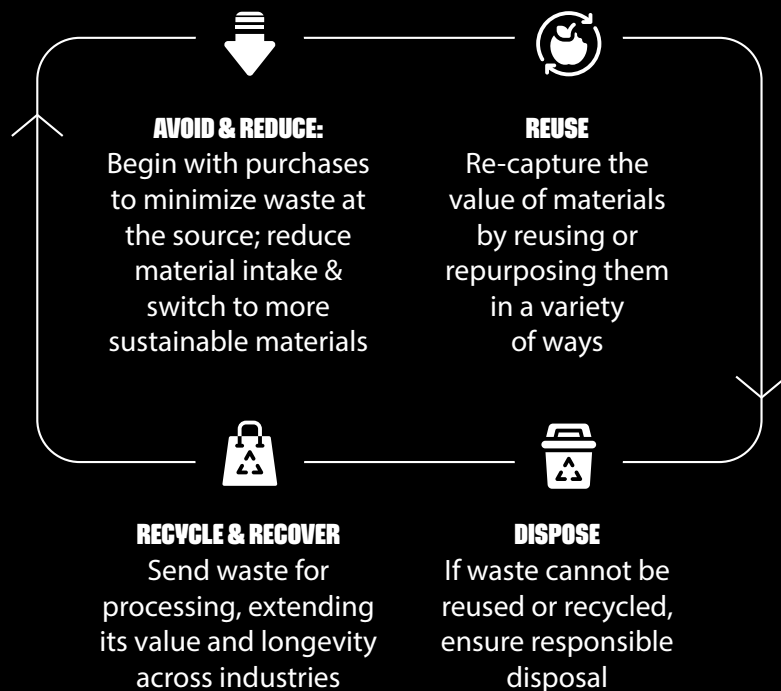 AVOID & REDUCE:
Begin with purchases
to minimize waste at
the source; reduce
material intake &
switch to more
sustainable materials
REUSE
Re-capture the
value of materials
by reusing or
repurposing them
in a variety
of ways
RECYCLE & RECOVER
Send waste for
processing, extending
its value and longevity
across industries
DISPOSE
If waste cannot be
reused or recycled,
ensure responsible
disposal